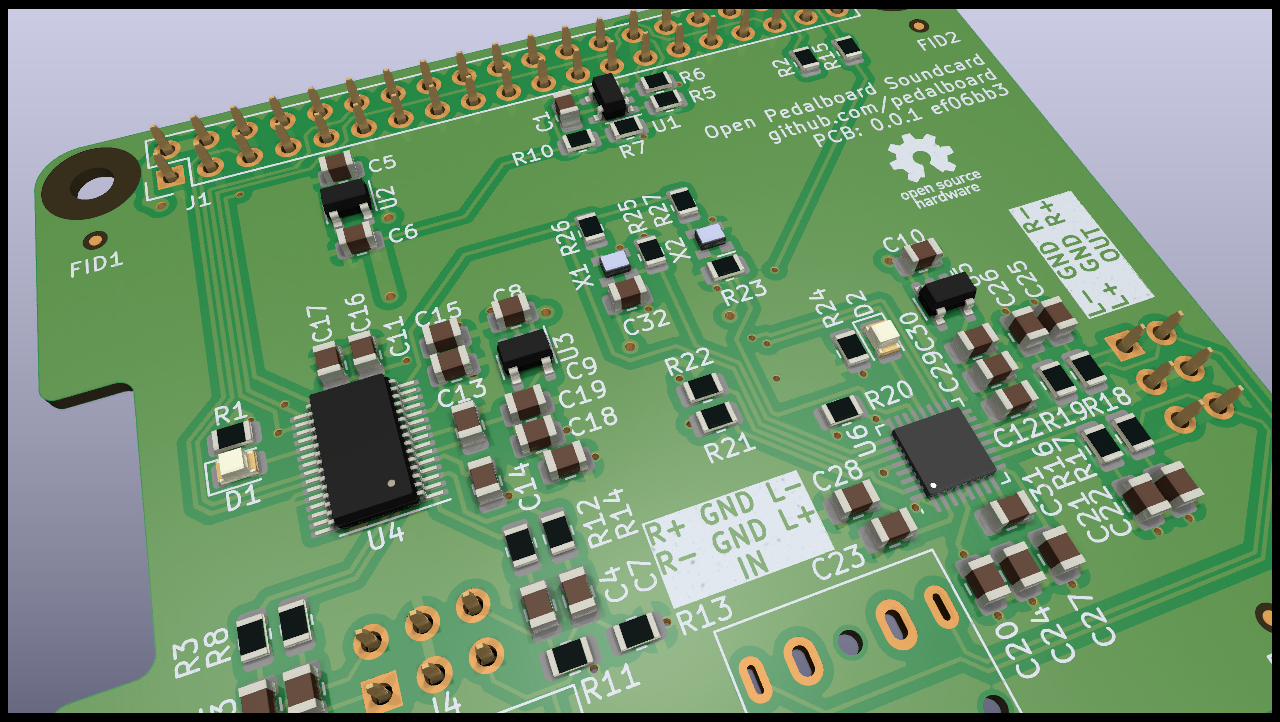 FID2
R2
R15
R6
R5
C1
U1
R7
R10
Open Pedalboard Soundcard
github.com/pedalboard
PCB: 0.0.1 ef06bb3
open source
hardware
J1
C5
U2
C6
FID1
R26
R25
R27
X1
X2
R23
C32
R- R+
GND GND
L- L+ OUT
C10
C26
C25
D2
R24
C30
C29
C17
C16
C11
C15
C8
U3
C9
C13
C19
C18
R22
R21
R20
U6
C12
R19
R18
R1
D1
U4
C14
R12
R14
R+ GND L-
R- GND L+
IN
C28
C23
C31
R16
R17
C21
C22
C4
C7
R13
R11
R3
R8
J4
C20
C24
C27